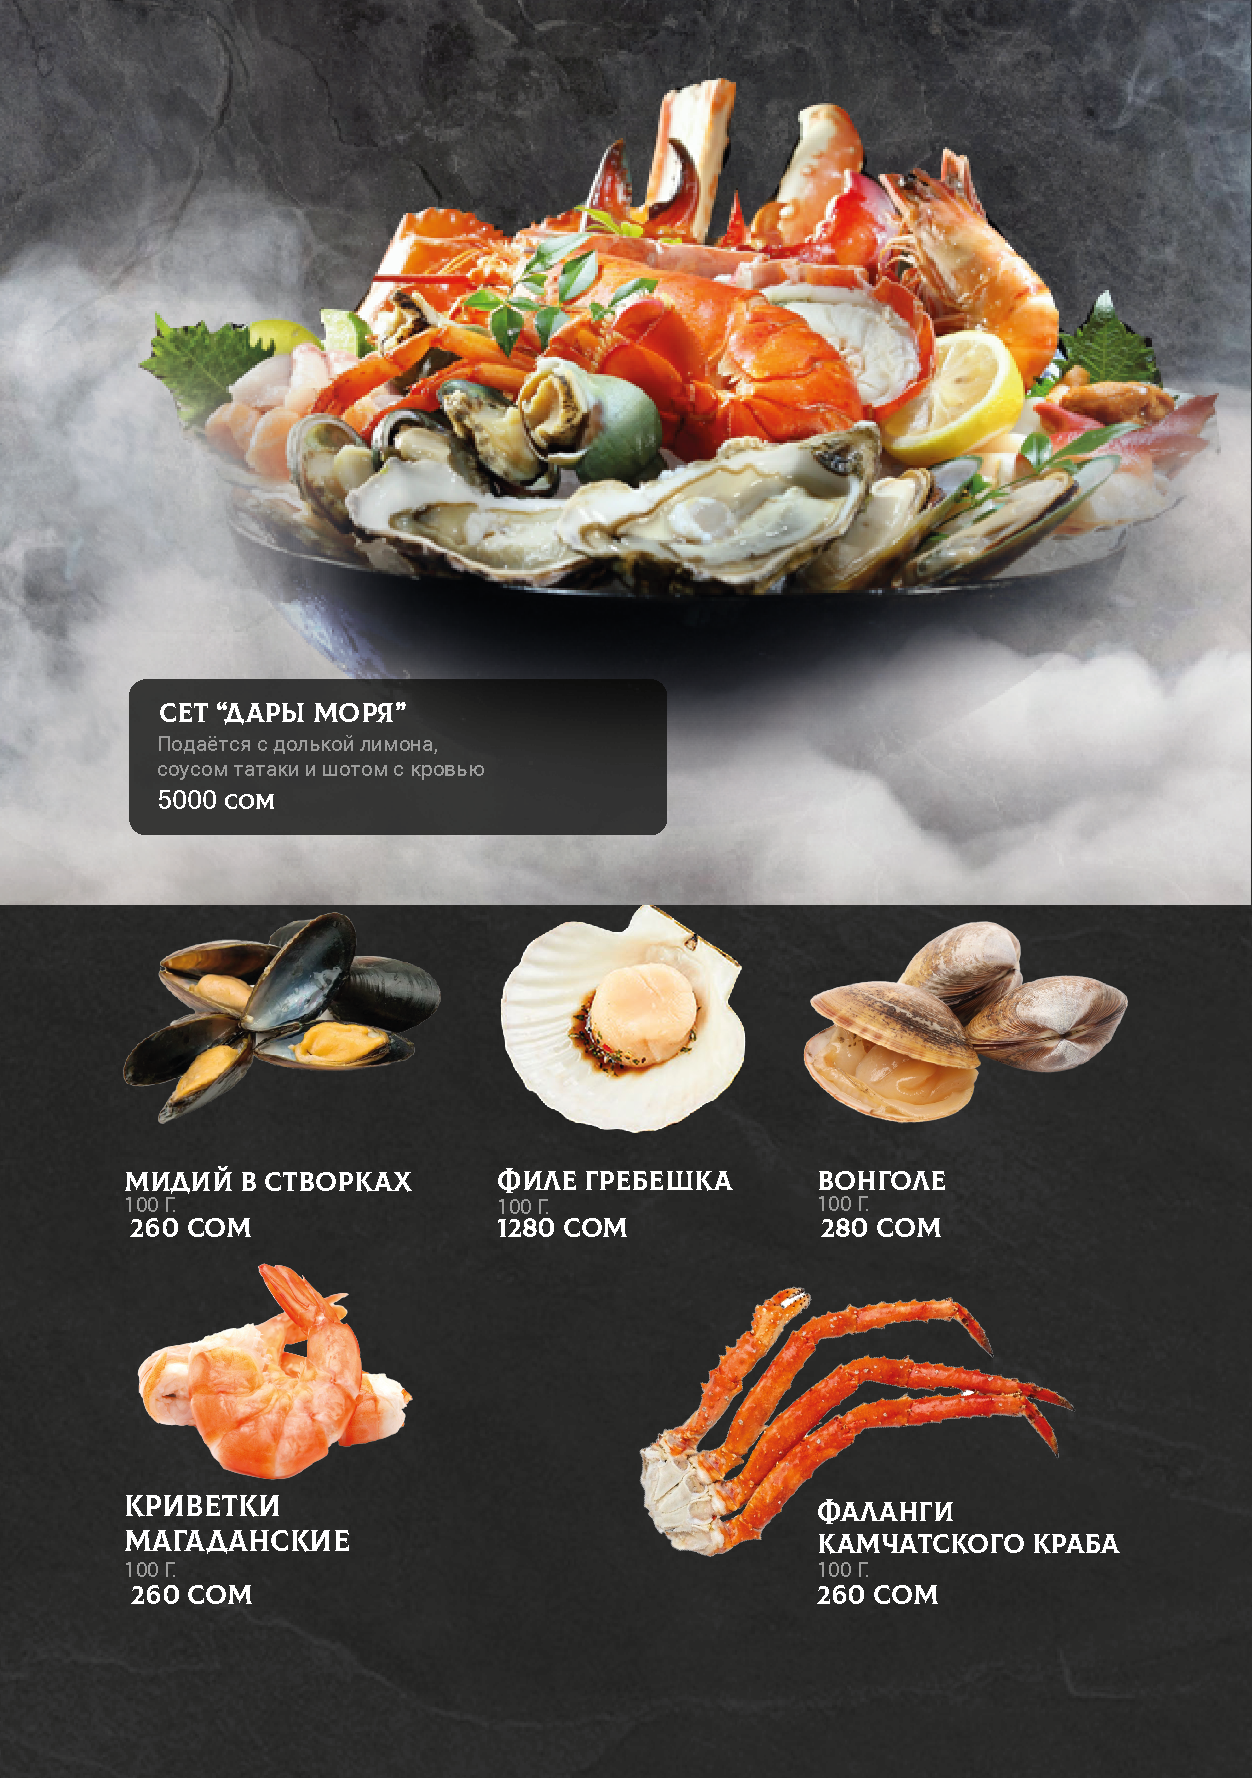 СЕТ “ДАРЫ МОРЯ”
Подаётся с долькой лимона,
соусом татаки и шотом с кровью
5000 СОМ
МИДИЙ В СТВОРКАХ
100 Г.
260 СОМ
ФИЛЕ ГРЕБЕШКА
100 Г.
1280 СОМ
ВОНГОЛЕ
100 Г.
280 СОМ
КРИВЕТКИ
МАГАДАНСКИЕ
100 Г.
260 СОМ
ФАЛАНГИ
КАМЧАТСКОГО КРАБА
100 Г.
260 СОМ